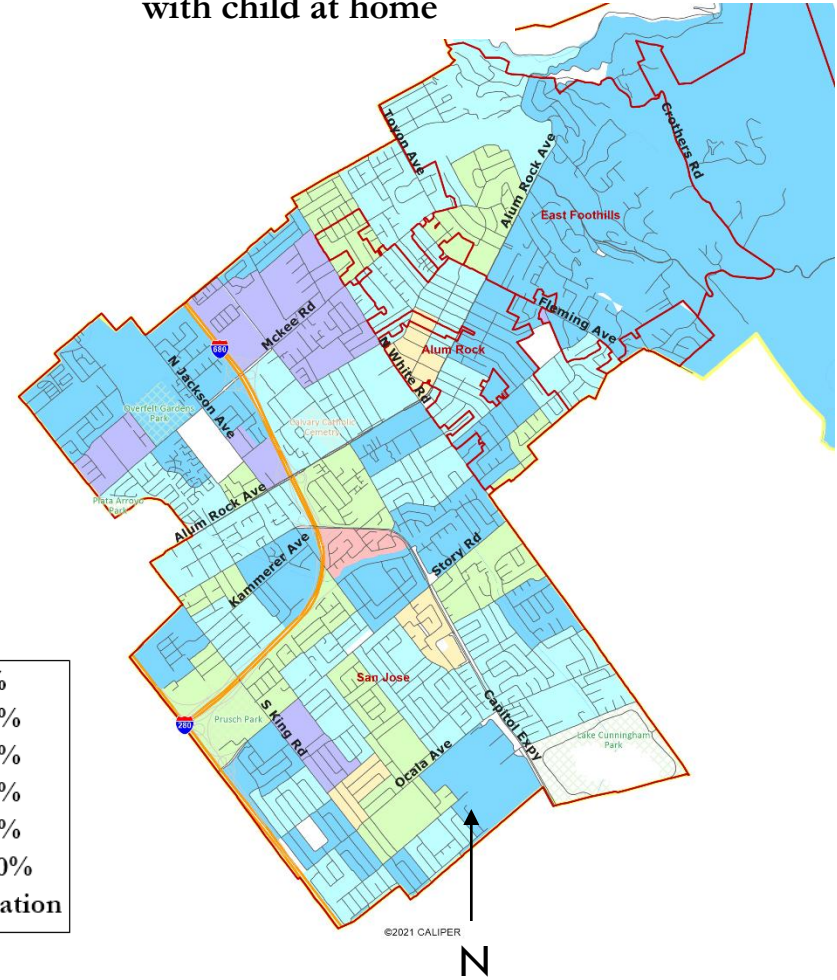 with child at home
Toyon Ave
Crothers Rd
Alum Rock Ave
East Foothills
Fleming Ave
Mckee Rd
680
N White Rd
Alum Rock
N Jackson Ave
Overfelt Gardens
Park
Calvary Catholic
Cemetery
Plata Arroyo
Park
Alum Rock Ave
Kammerer Ave
Story Rd
San Jose
280
Prusch Park
S King Rd
Capitol Expy
Ocala Ave
Lake Cunningham
Park
%
%
%
%
%
0%
ation
©2021 CALIPER
N